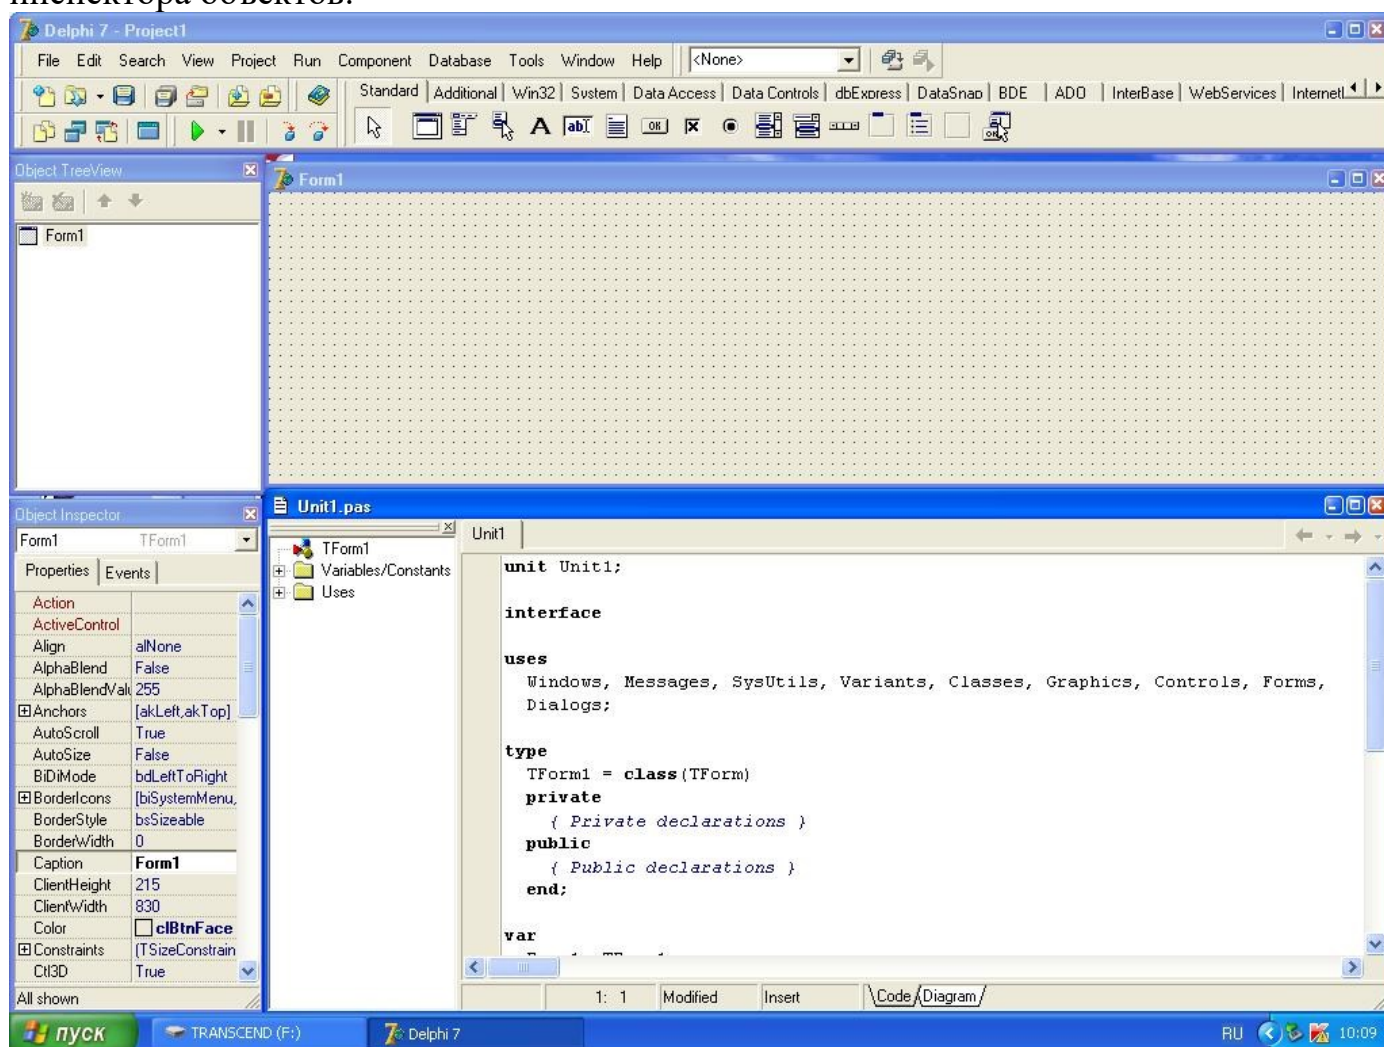 инспектора объектов.
Delphi 7 - Project1
File Edit Search View Project Run Component Database Tools Window Help <None>
Standard Additional Win32 System Data Access Data Controls dbExpress DataSnap BDE ADO InterBase WebServices InternetE
Object TreeView
Form1
Form1
Object Inspector
Form1 TForm1
Properties Events
Action
ActiveControl
Align alNone
AlphaBlend False
AlphaBlendValu 255
Anchors [akLeft,akTop]
AutoScroll True
AutoSize False
BiDiMode bdLeftToRight
BorderIcons [biSystemMenu,
BorderStyle bsSizeable
BorderWidth 0
Caption Form1
ClientHeight 215
ClientWidth 830
Color clBtnFace
Constraints (TSizeConstrain
Ctl3D True
All shown
Unit1.pas
TForm1
Variables/Constants
Uses
Unit1
unit Unit1;
interface
uses
Windows, Messages, SysUtils, Variants, Classes, Graphics, Controls, Forms,
Dialogs;
type
TForm1 = class(TForm)
private
{ Private declarations }
public
{ Public declarations }
end;
var
1: 1 Modified Insert Code Diagram
пуск TRANSCEND (F:) Delphi 7 RU 10:09